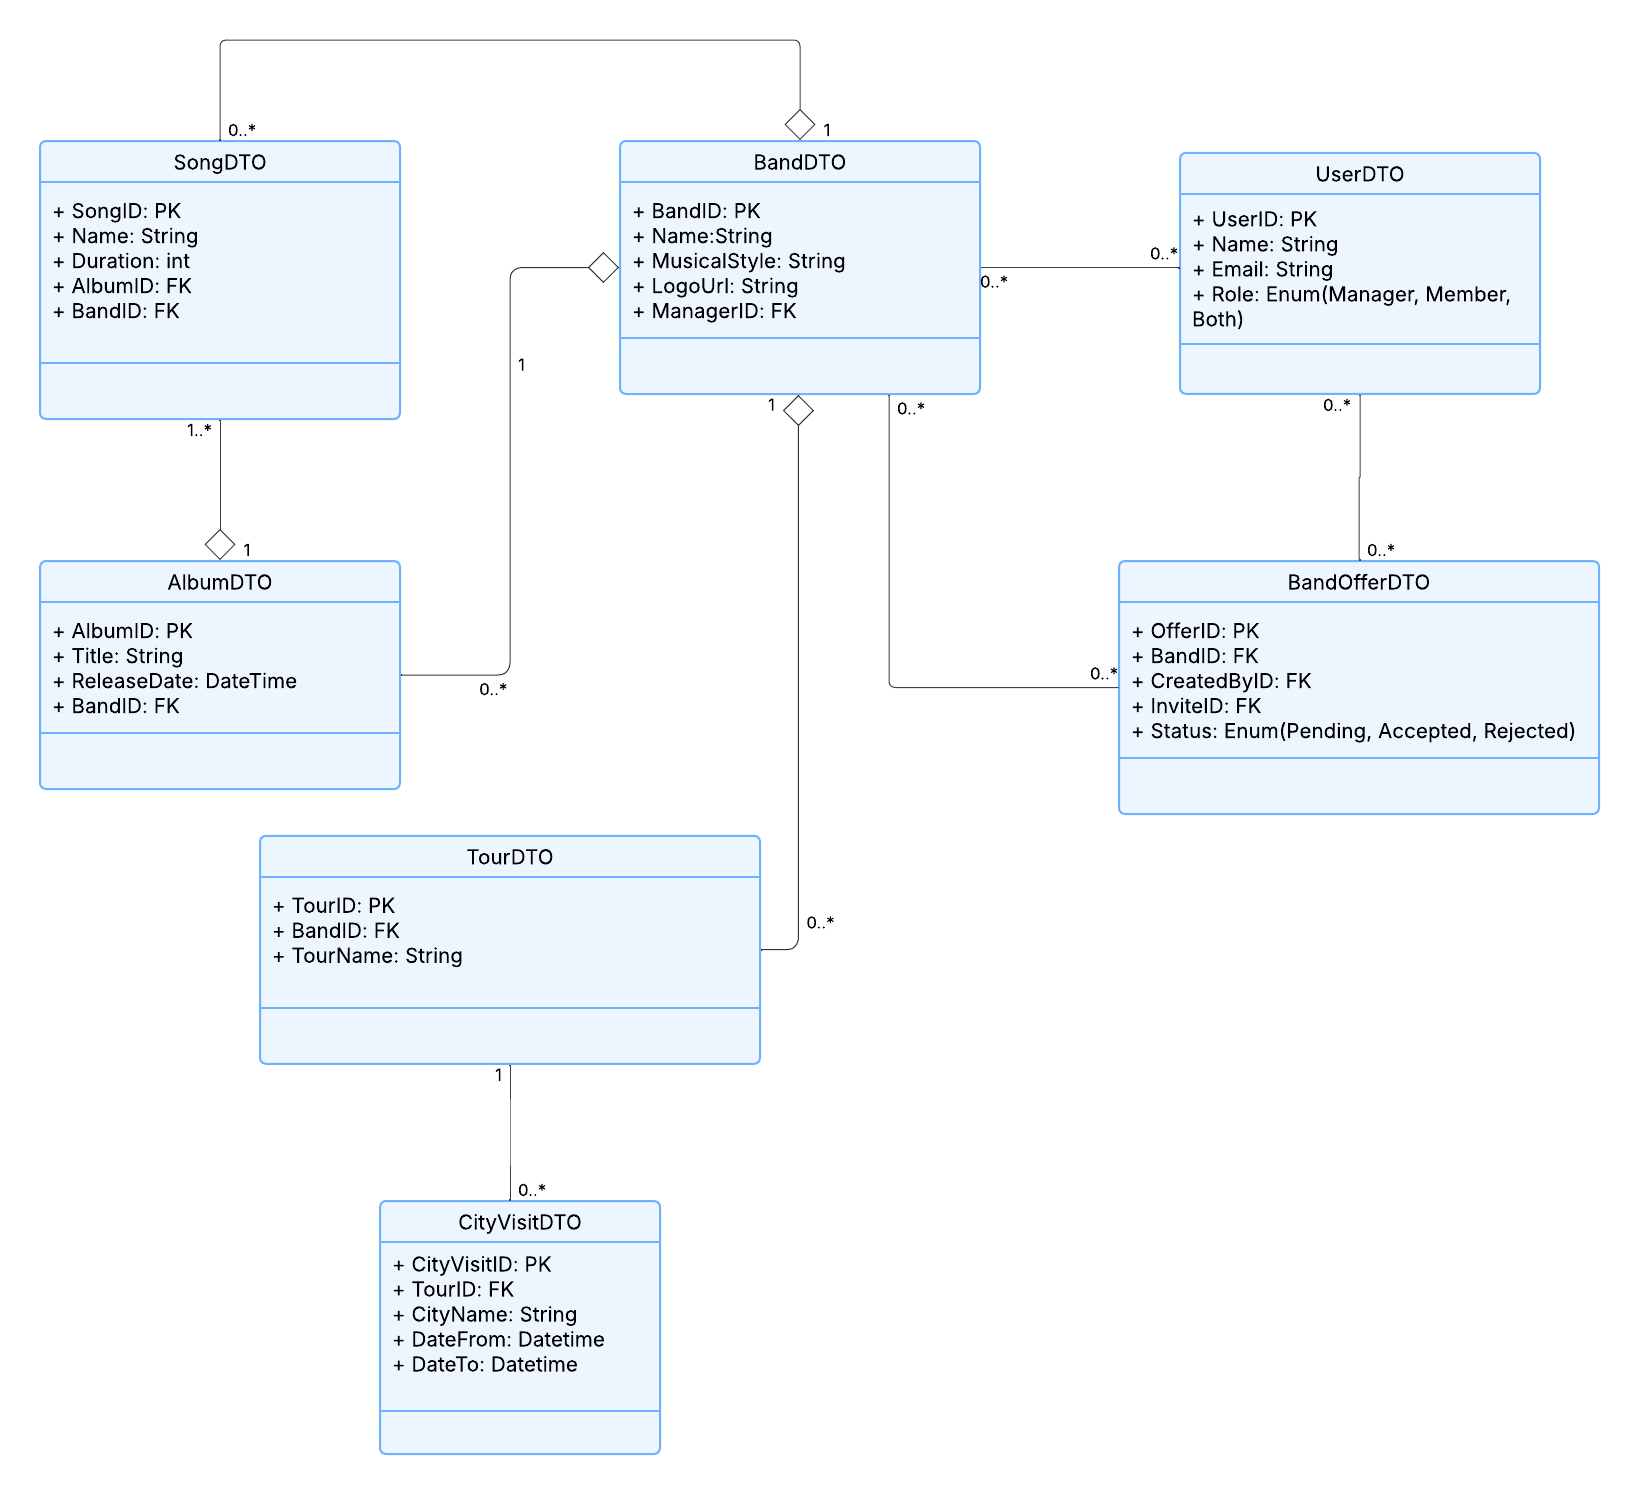 0..*
1
SongDTO
+ SongID: PK
+ Name: String
+ Duration: int
+ AlbumID: FK
+ BandID: FK
BandDTO
+ BandID: PK
+ Name:String
+ MusicalStyle: String
+ LogoUrl: String
+ ManagerID: FK
UserDTO
+ UserID: PK
+ Name: String
+ Email: String
+ Role: Enum(Manager, Member,
Both)
0..*
0..*
1
1..*
1
0..*
0..*
1
0..*
AlbumDTO
+ AlbumID: PK
+ Title: String
+ ReleaseDate: DateTime
+ BandID: FK
0..*
0..*
0..*
BandOfferDTO
+ OfferID: PK
+ BandID: FK
+ CreatedByID: FK
+ InviteID: FK
+ Status: Enum(Pending, Accepted, Rejected)
TourDTO
+ TourID: PK
+ BandID: FK
+ TourName: String
0..*
1
0..*
CityVisitDTO
+ CityVisitID: PK
+ TourID: FK
+ CityName: String
+ DateFrom: Datetime
+ DateTo: Datetime